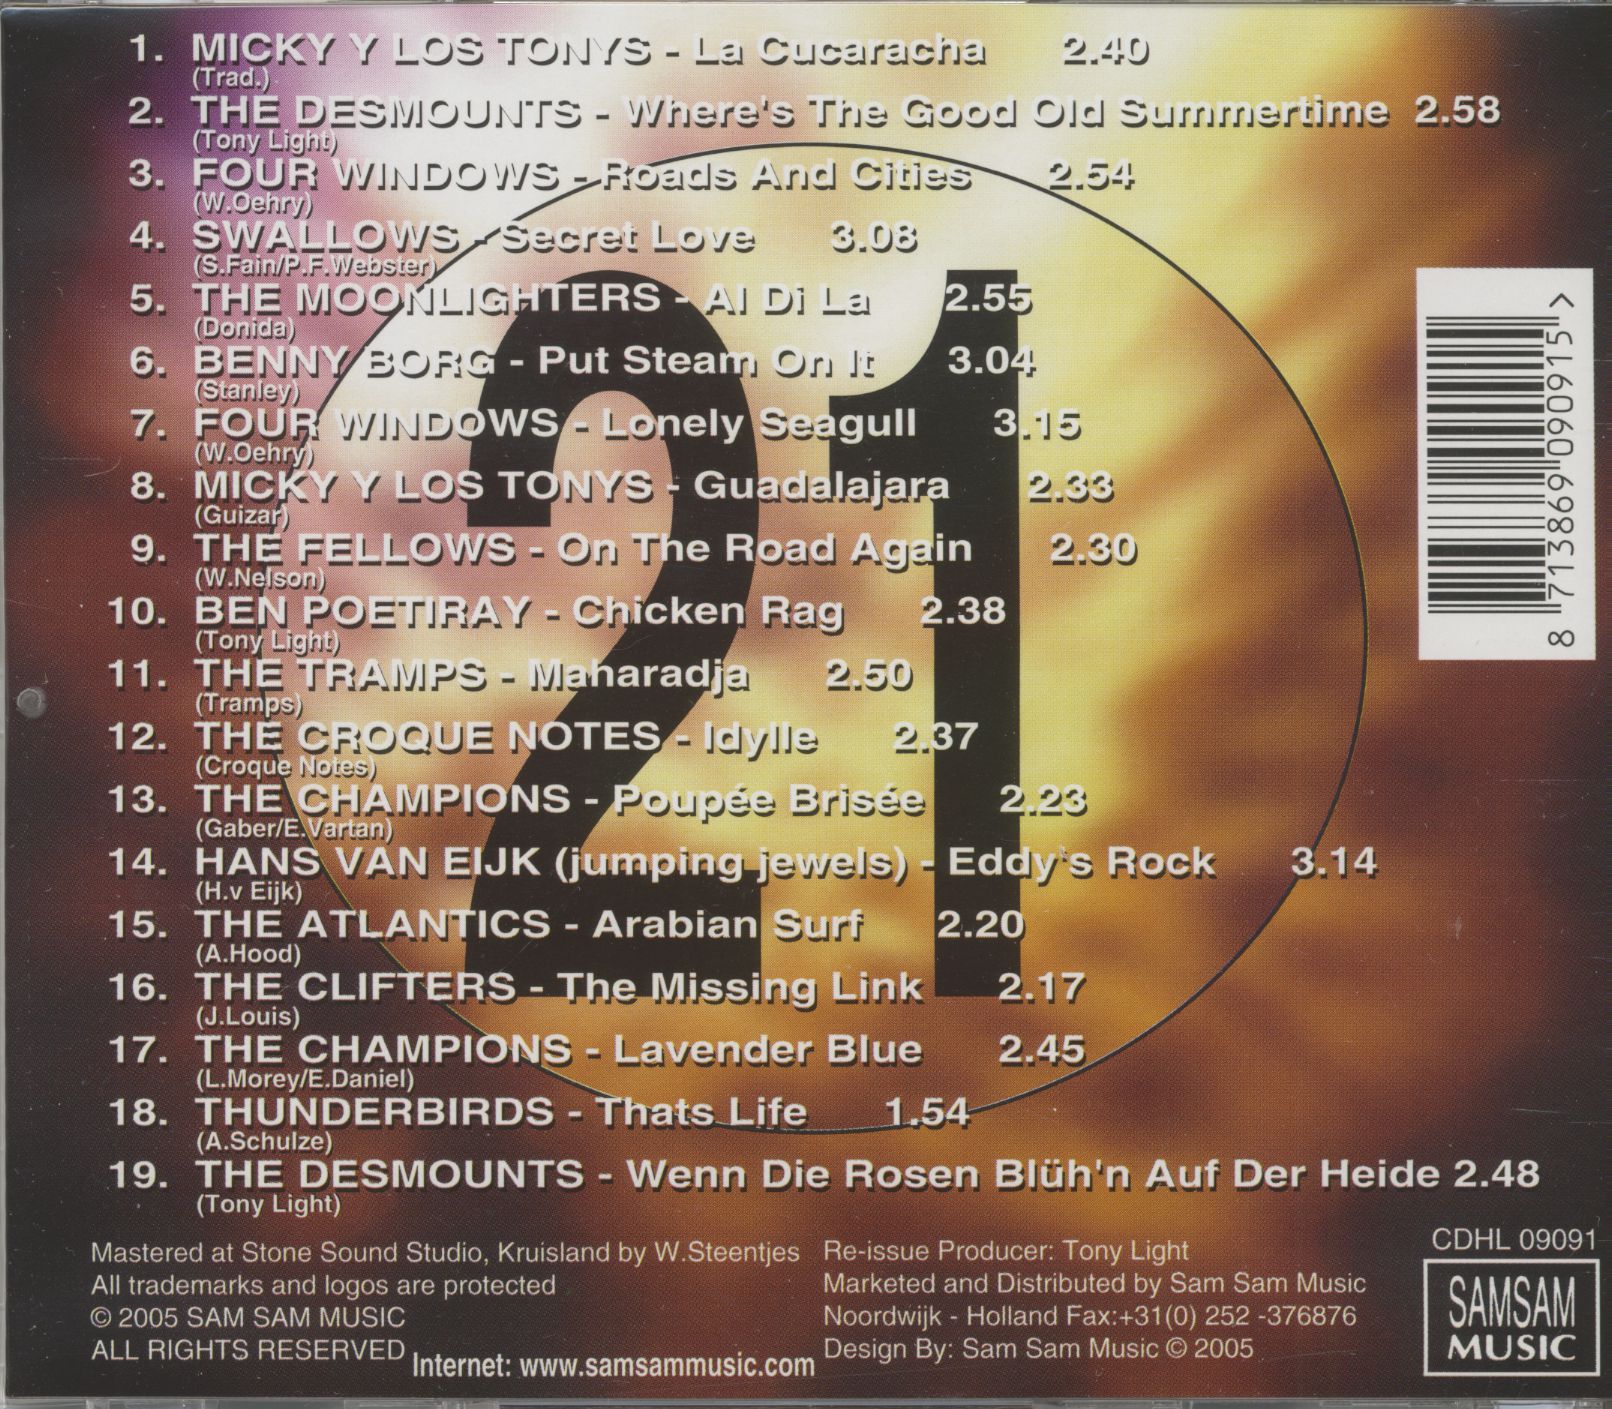 1. MICKY Y LOS TONYS - La Cucaracha 2.40
(Trad.)
2. THE DESMOUNTS - Where's The Good Old Summertime 2.58
(Tony Light)
3. FOUR WINDOWS - Roads And Cities 2.54
(W.Oehry)
4. SWALLOWS - Secret Love 3.08
(S.Fain/P.F.Webster)
5. THE MOONLIGHTERS - Al Di La 2.55
(Donida)
6. BENNY BORG - Put Steam On It 3.04
(Stanley)
7. FOUR WINDOWS - Lonely Seagull 3.15
(W.Oehry)
8. MICKY Y LOS TONYS - Guadalajara 2.33
(Guizar)
9. THE FELLOWS - On The Road Again 2.30
(W.Nelson)
10. BEN POETIRAY - Chicken Rag 2.38
(Tony Light)
11. THE TRAMPS - Maharadja 2.50
(Tramps)
12. THE CROQUE NOTES - Idylle 2.37
(Croque Notes)
13. THE CHAMPIONS - Poupée Brisée 2.23
(Gaber/E.Vartan)
14. HANS VAN EIJK (jumping jewels) - Eddy's Rock 3.14
(H.v Eijk)
15. THE ATLANTICS - Arabian Surf 2.20
(A.Hood)
16. THE CLIFTERS - The Missing Link 2.17
(J.Louis)
17. THE CHAMPIONS - Lavender Blue 2.45
(L.Morey/E.Daniel)
18. THUNDERBIRDS - Thats Life 1.54
(A.Schulze)
19. THE DESMOUNTS - Wenn Die Rosen Blüh'n Auf Der Heide 2.48
(Tony Light)
21
8 713869 090915 >
Mastered at Stone Sound Studio, Kruisland by W.Steentjes
All trademarks and logos are protected
© 2005 SAM SAM MUSIC
ALL RIGHTS RESERVED
Internet: www.samsammusic.com
Re-issue Producer: Tony Light
Marketed and Distributed by Sam Sam Music
Noordwijk - Holland Fax:+31(0) 252 -376876
Design By: Sam Sam Music © 2005
CDHL 09091
SAMSAM
MUSIC